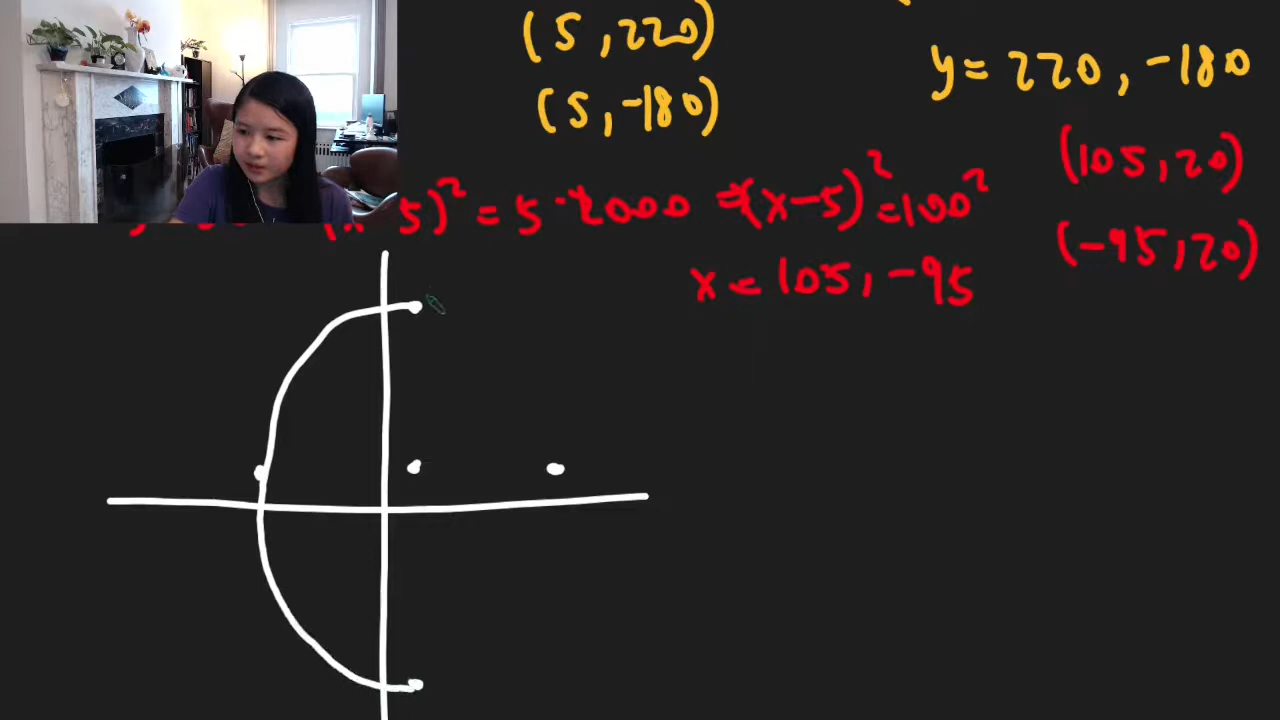 (5,220)
(5,-180)
y=220,-180
5)²=5·2000 =(x-5)²=100²
x=105,-95
(105,20)
(-95,20)